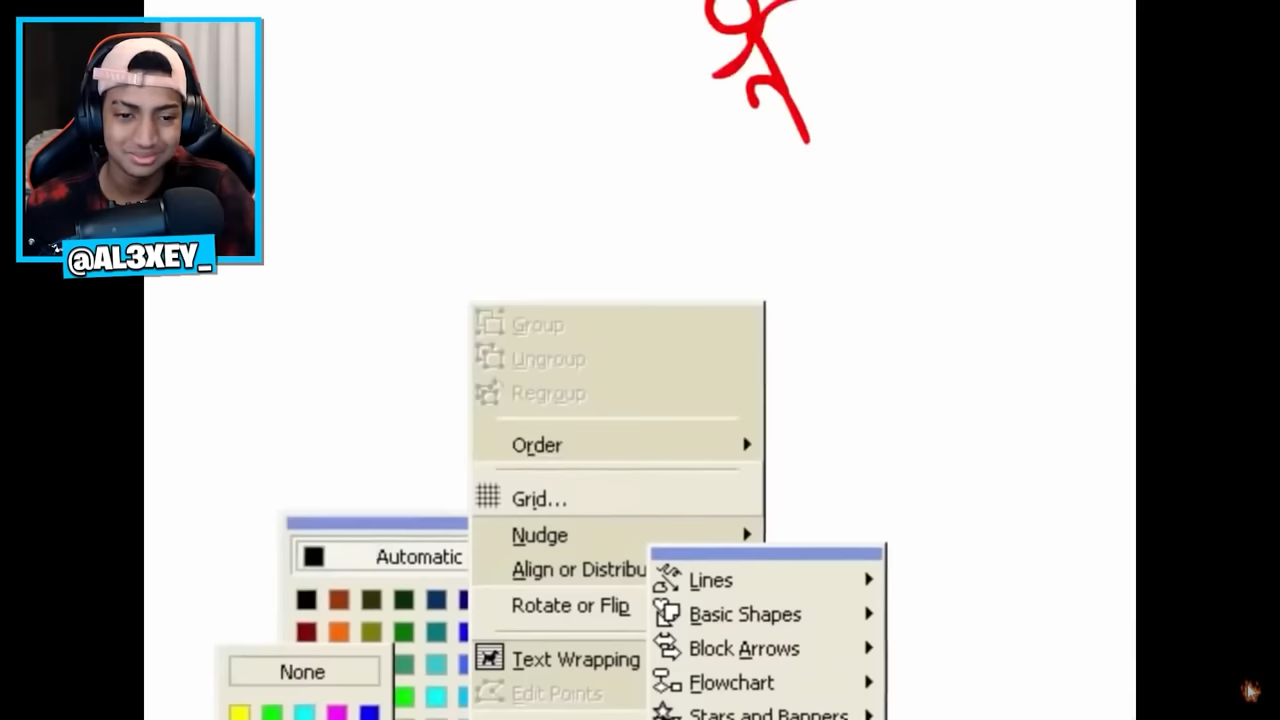 @AL3XEY_
Group
Ungroup
Regroup
Order
Grid...
Nudge
Automatic
Align or Distribu
Lines
Rotate or Flip
Basic Shapes
Block Arrows
Text Wrapping
None
Flowchart
Edit Points
Stars and Banners